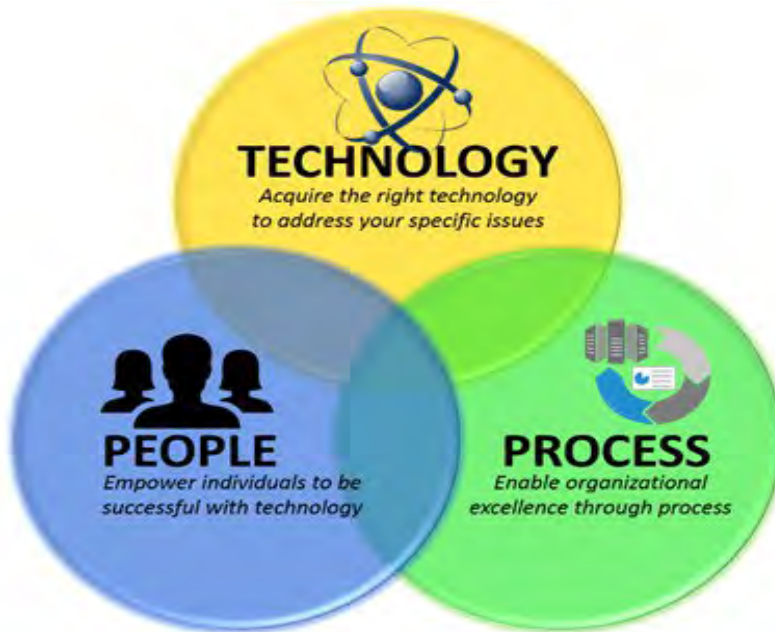 TECHNOLOGY
Acquire the right technology
to address your specific issues
PEOPLE
Empower individuals to be
successful with technology
PROCESS
Enable organizational
excellence through process